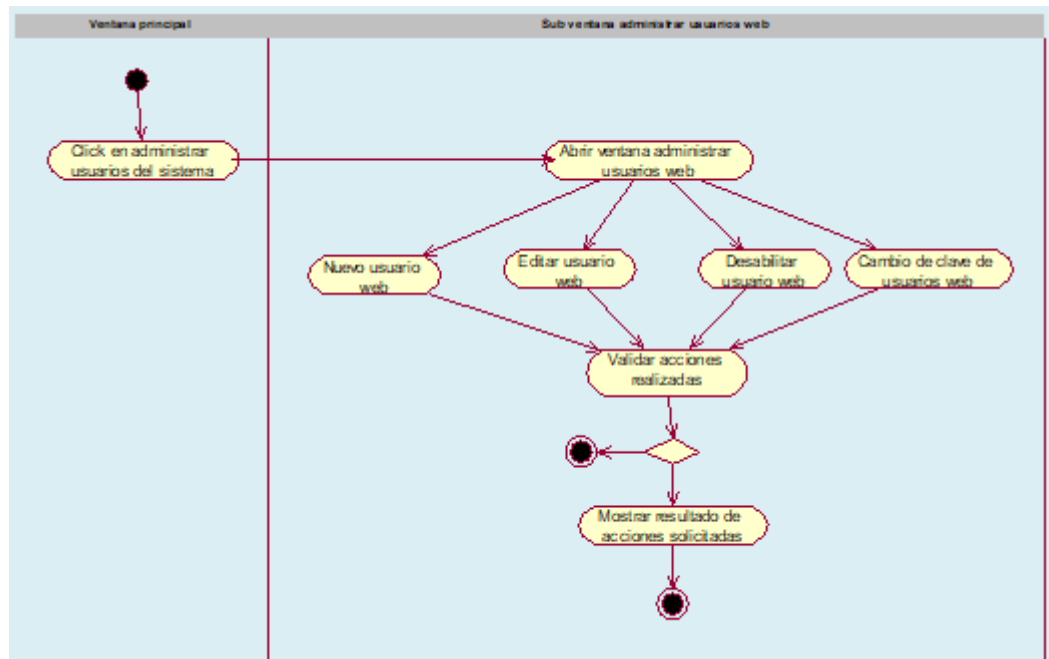 Ventana principal
Sub ventana administrar usuarios web
Click en administrar
usuarios del sistema
Abrir ventana administrar
usuarios web
Nuevo usuario
web
Editar usuario
web
Desabilitar
usuario web
Cambio de clave de
usuarios web
Validar acciones
realizadas
Mostrar resultado de
acciones solicitadas